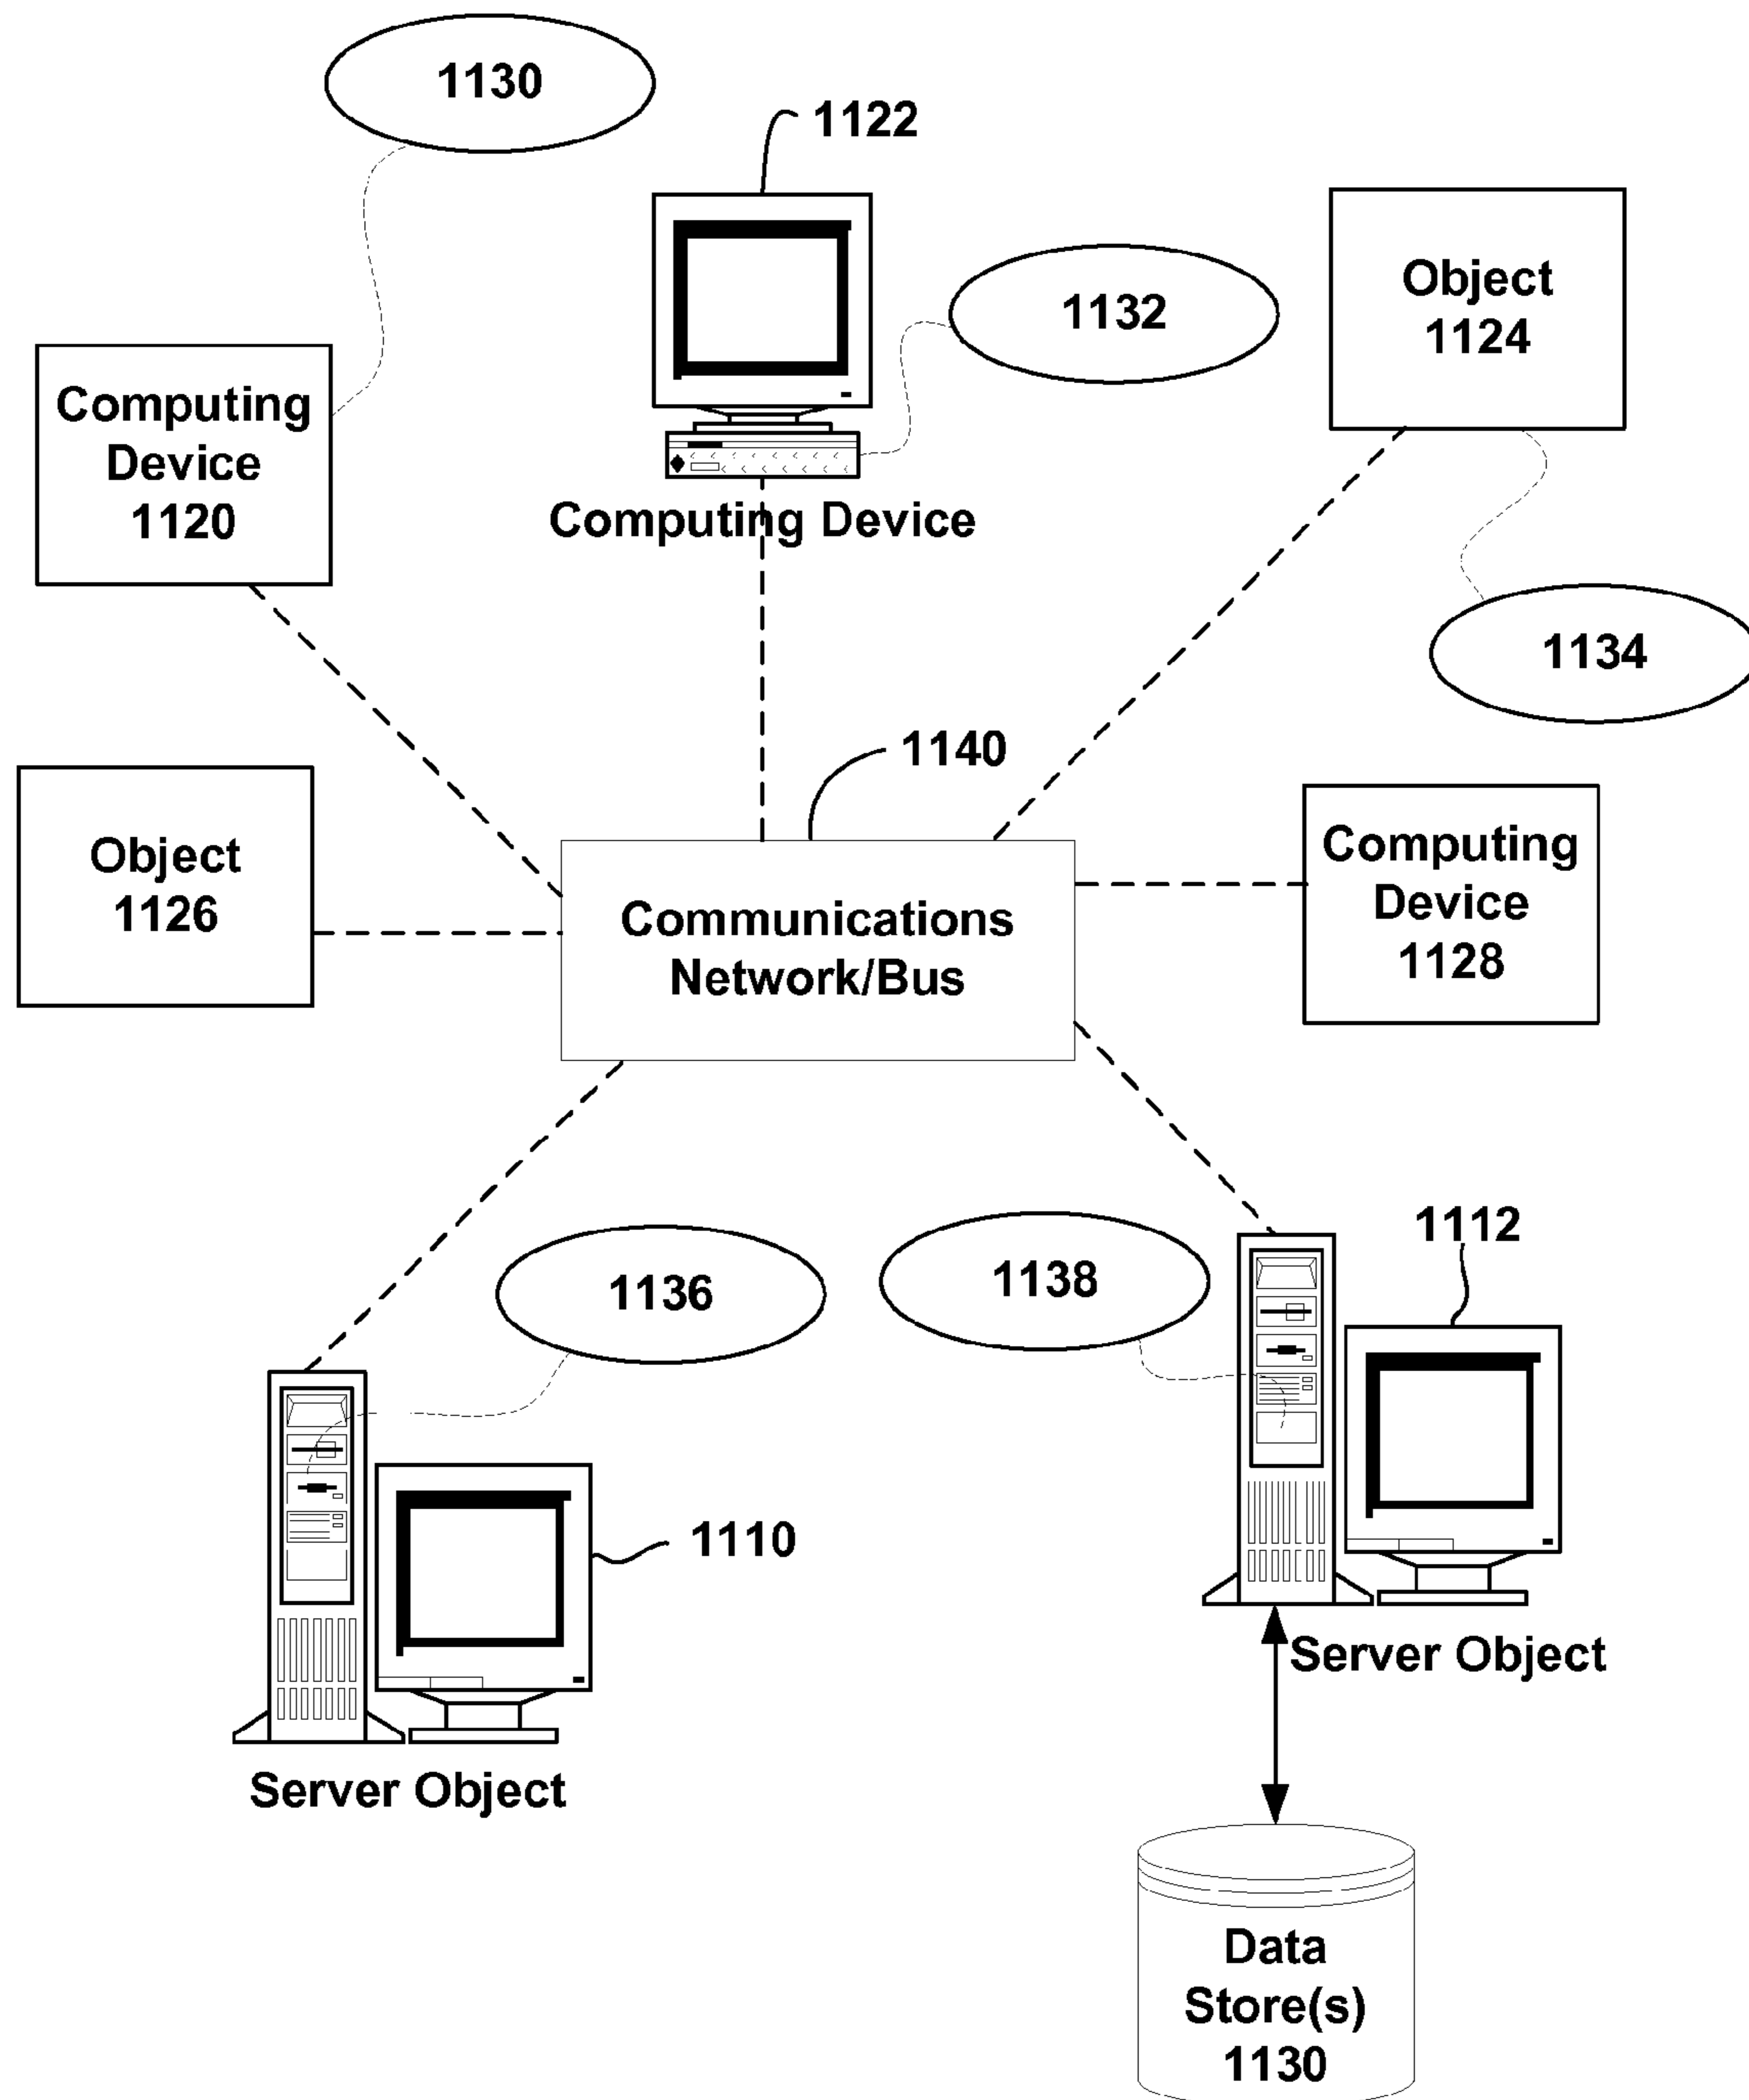 1130
1122
1132
Object
1124
Computing
Device
1120
Computing Device
1134
1140
Object
1126
Communications
Network/Bus
Computing
Device
1128
1136
1138
1112
1110
Server Object
Server Object
Data
Store(s)
1130